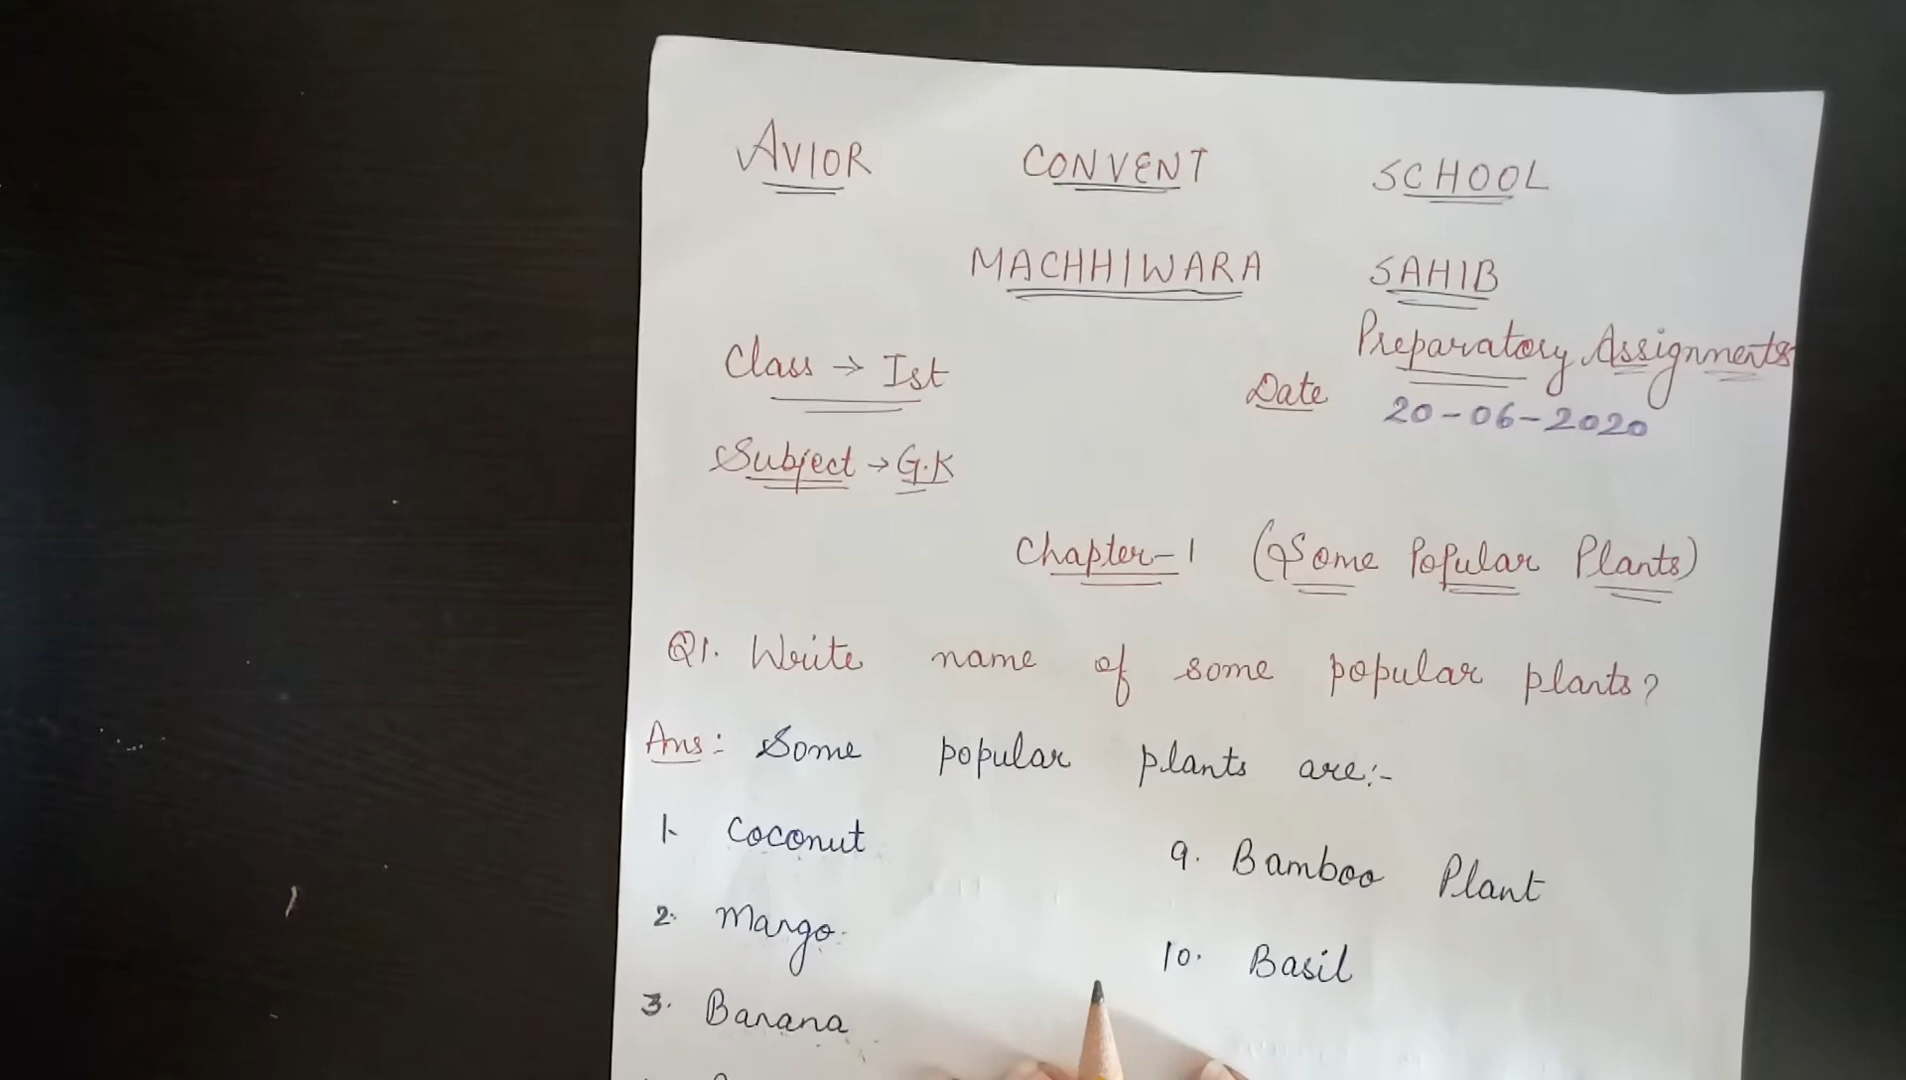 AVIOR CONVENT SCHOOL
MACHHIWARA SAHIB
Preparatory Assignments
Class → Ist
Date 20-06-2020
Subject → G.K
Chapter-1 (Some Popular Plants)
Q1. Write name of some popular plants?
Ans:- Some popular plants are:-
1. Coconut
2. Mango.
3. Banana
9. Bamboo Plant
10. Basil